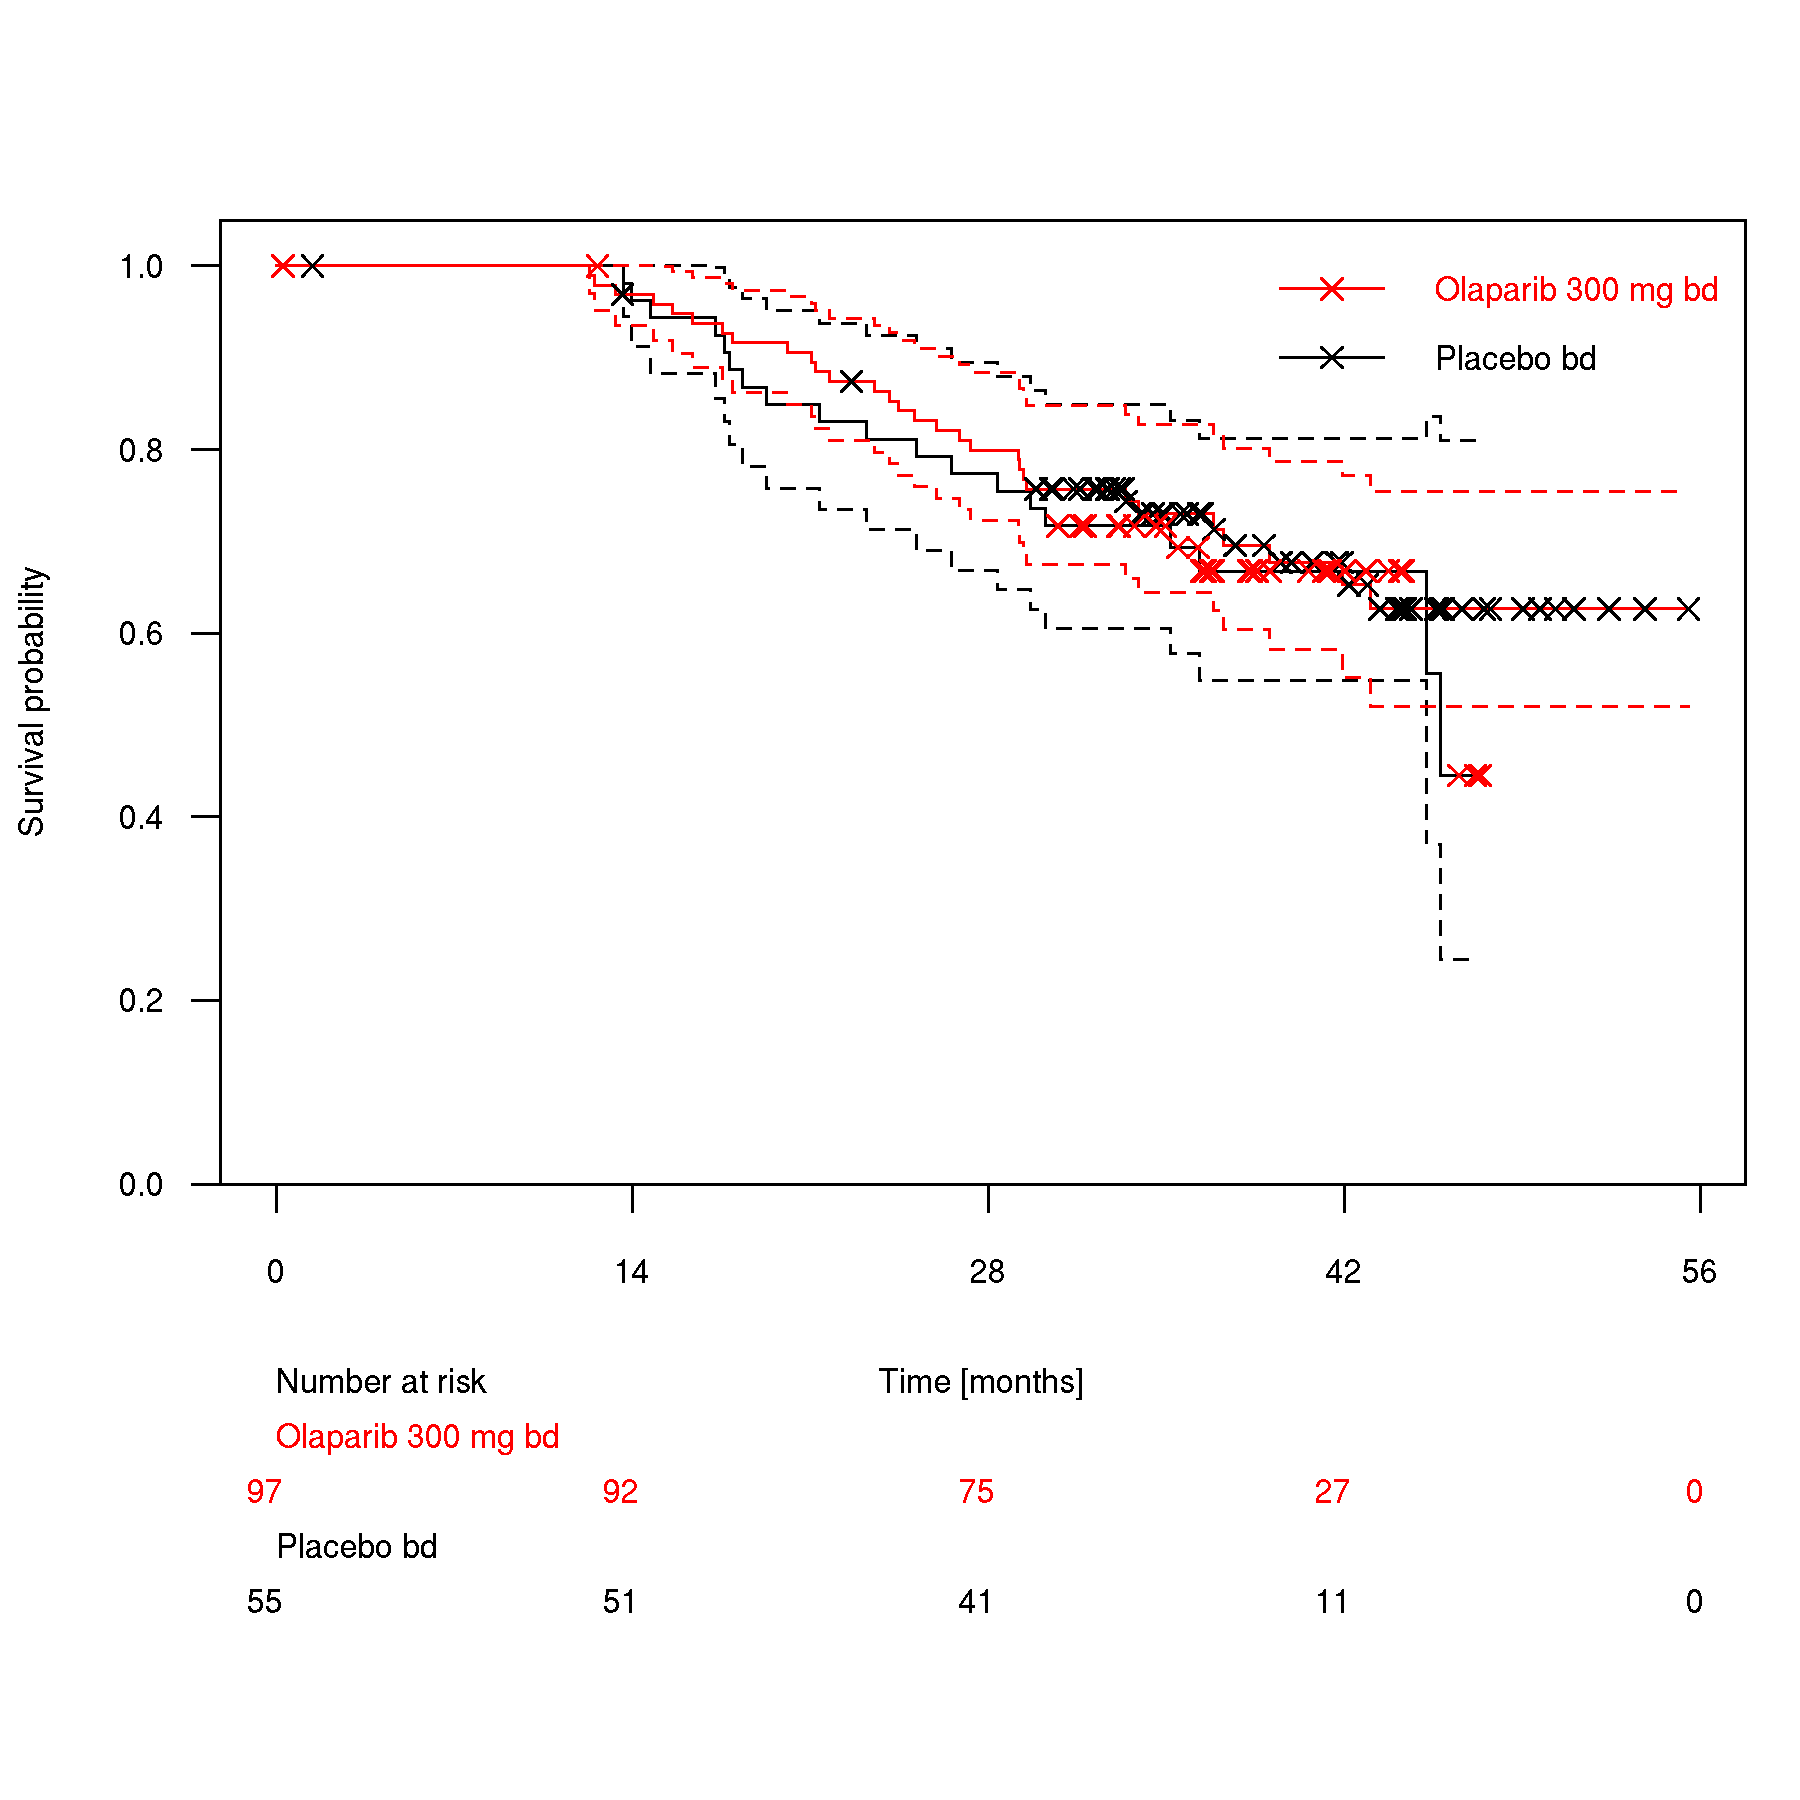 Olaparib 300 mg bd
Placebo bd
Survival probability
1.0
0.8
0.6
0.4
0.2
0.0
0 14 28 42 56
Number at risk Time [months]
Olaparib 300 mg bd
97 92 75 27 0
Placebo bd
55 51 41 11 0